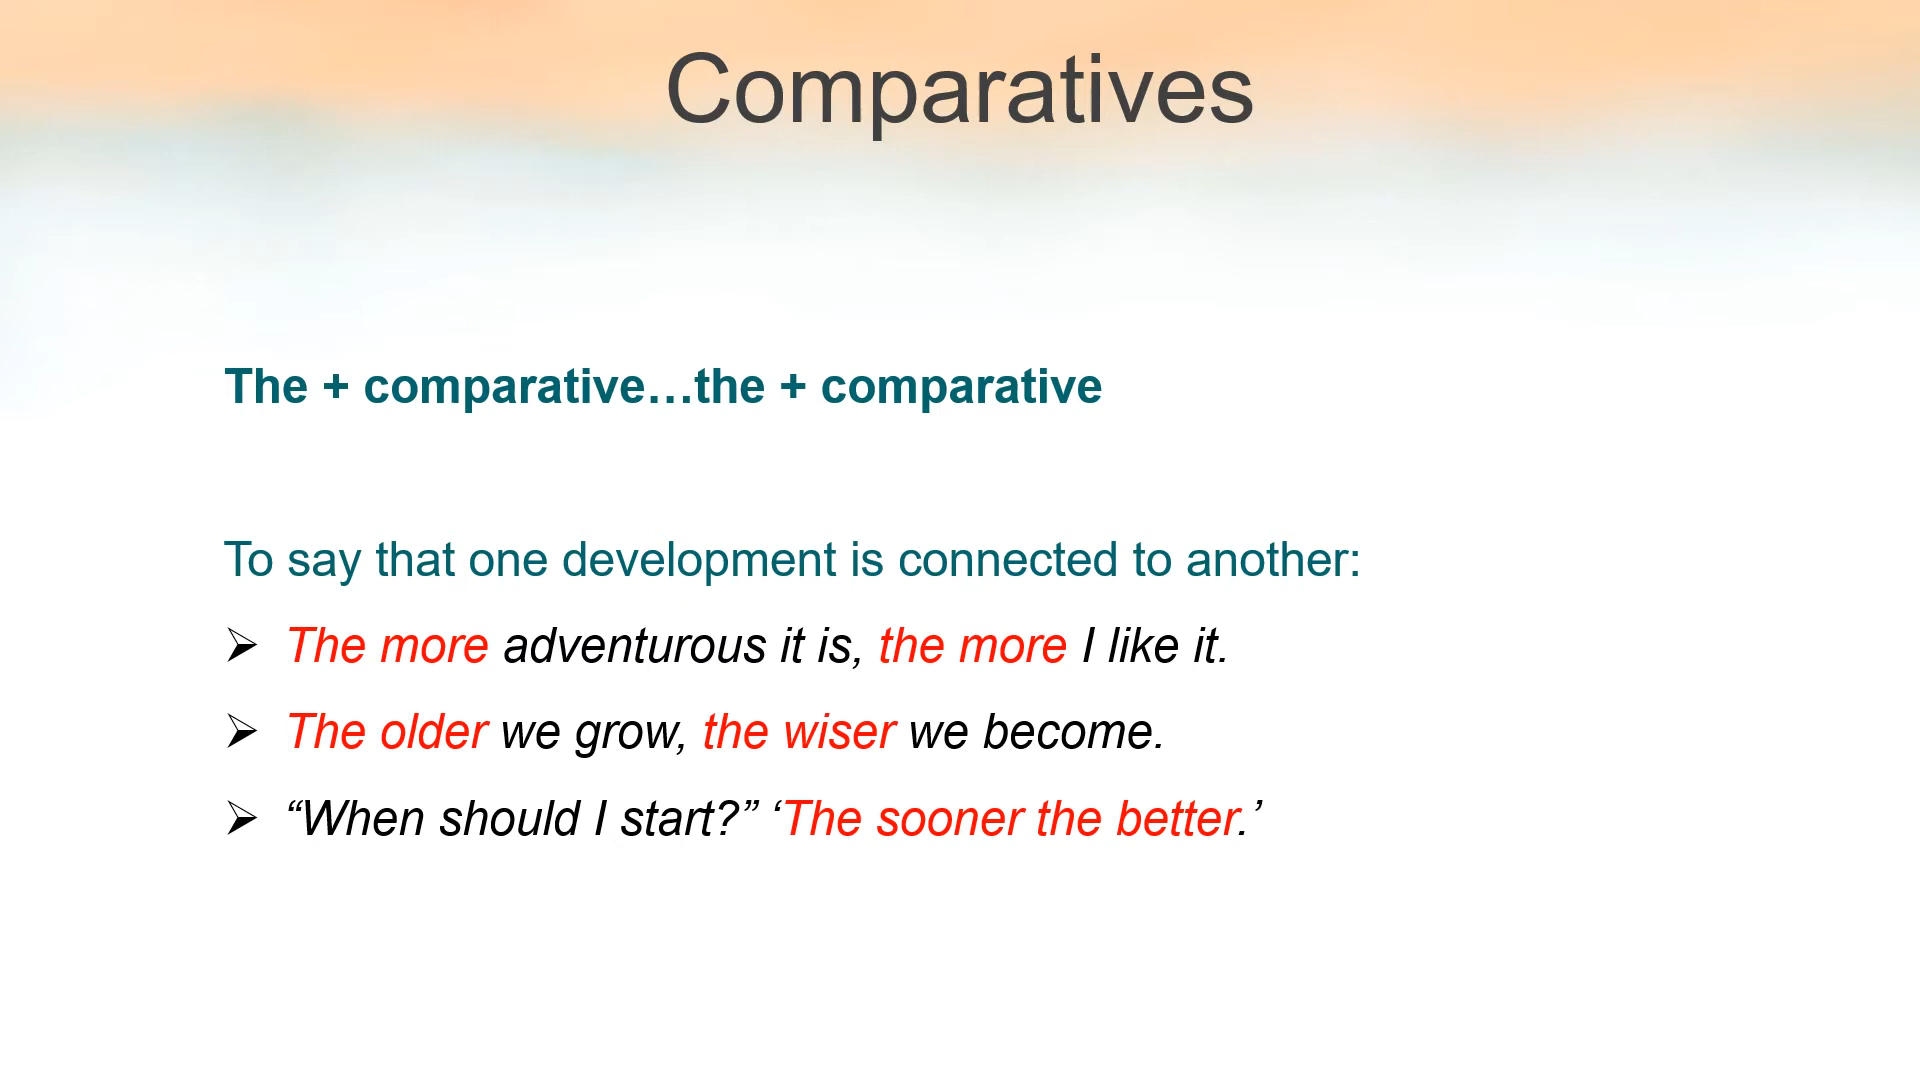 Comparatives
The + comparative…the + comparative
To say that one development is connected to another:
➢ The more adventurous it is, the more I like it.
➢ The older we grow, the wiser we become.
➢ “When should I start?” ‘The sooner the better.’